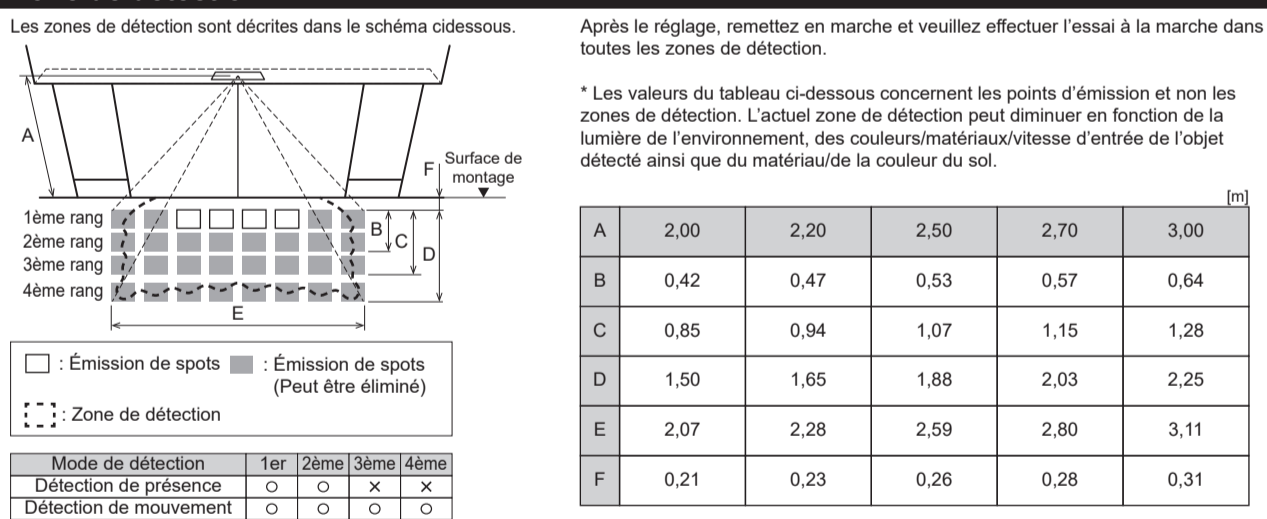 Les zones de détection sont décrites dans le schéma cidessous.
A
F
Surface de
montage
1ème rang
2ème rang
3ème rang
4ème rang
B
C
D
E
: Émission de spots : Émission de spots
(Peut être éliminé)
: Zone de détection
Mode de détection 1er 2ème 3ème 4ème
Détection de présence ○ ○ × ×
Détection de mouvement ○ ○ ○ ○
Après le réglage, remettez en marche et veuillez effectuer l’essai à la marche dans
toutes les zones de détection.
* Les valeurs du tableau ci-dessous concernent les points d’émission et non les
zones de détection. L’actuel zone de détection peut diminuer en fonction de la
lumière de l’environnement, des couleurs/matériaux/vitesse d’entrée de l’objet
détecté ainsi que du matériau/de la couleur du sol.
[m]
A 2,00 2,20 2,50 2,70 3,00
B 0,42 0,47 0,53 0,57 0,64
C 0,85 0,94 1,07 1,15 1,28
D 1,50 1,65 1,88 2,03 2,25
E 2,07 2,28 2,59 2,80 3,11
F 0,21 0,23 0,26 0,28 0,31